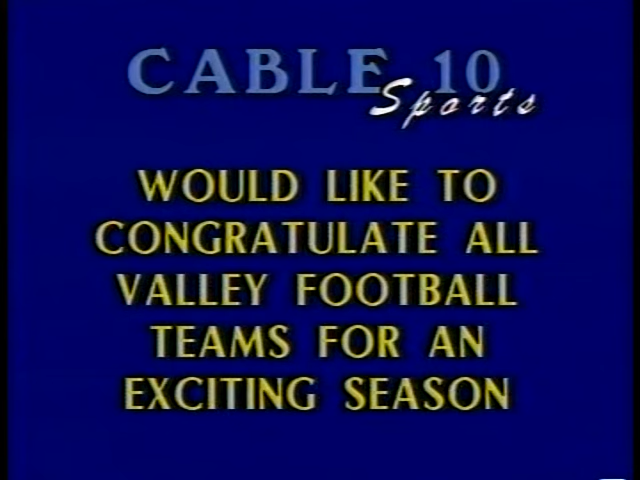 CABLE 10
Sports
WOULD LIKE TO
CONGRATULATE ALL
VALLEY FOOTBALL
TEAMS FOR AN
EXCITING SEASON